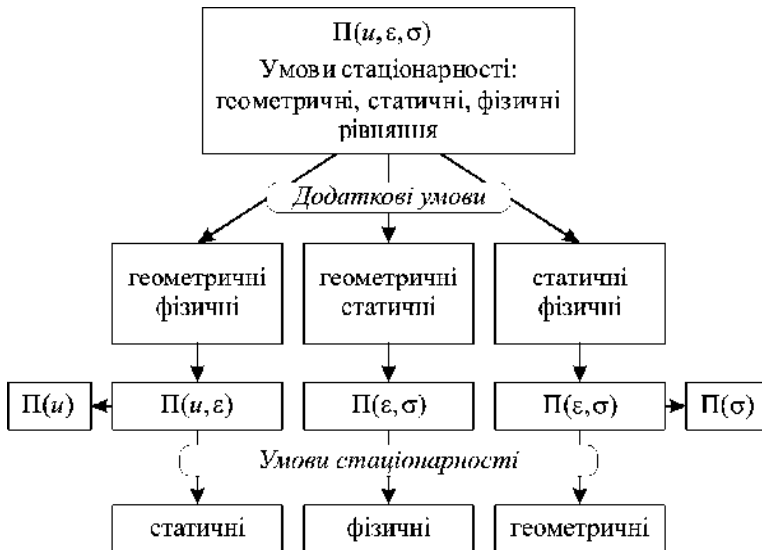 П(u, ε, σ)
Умови стаціонарності:
геометричні, статичні, фізичні
рівняння
Додаткові умови
геометричні
фізичні
геометричні
статичні
статичні
фізичні
П(u)
П(u, ε)
П(ε, σ)
П(ε, σ)
П(σ)
Умови стаціонарності
статичні
фізичні
геометричні